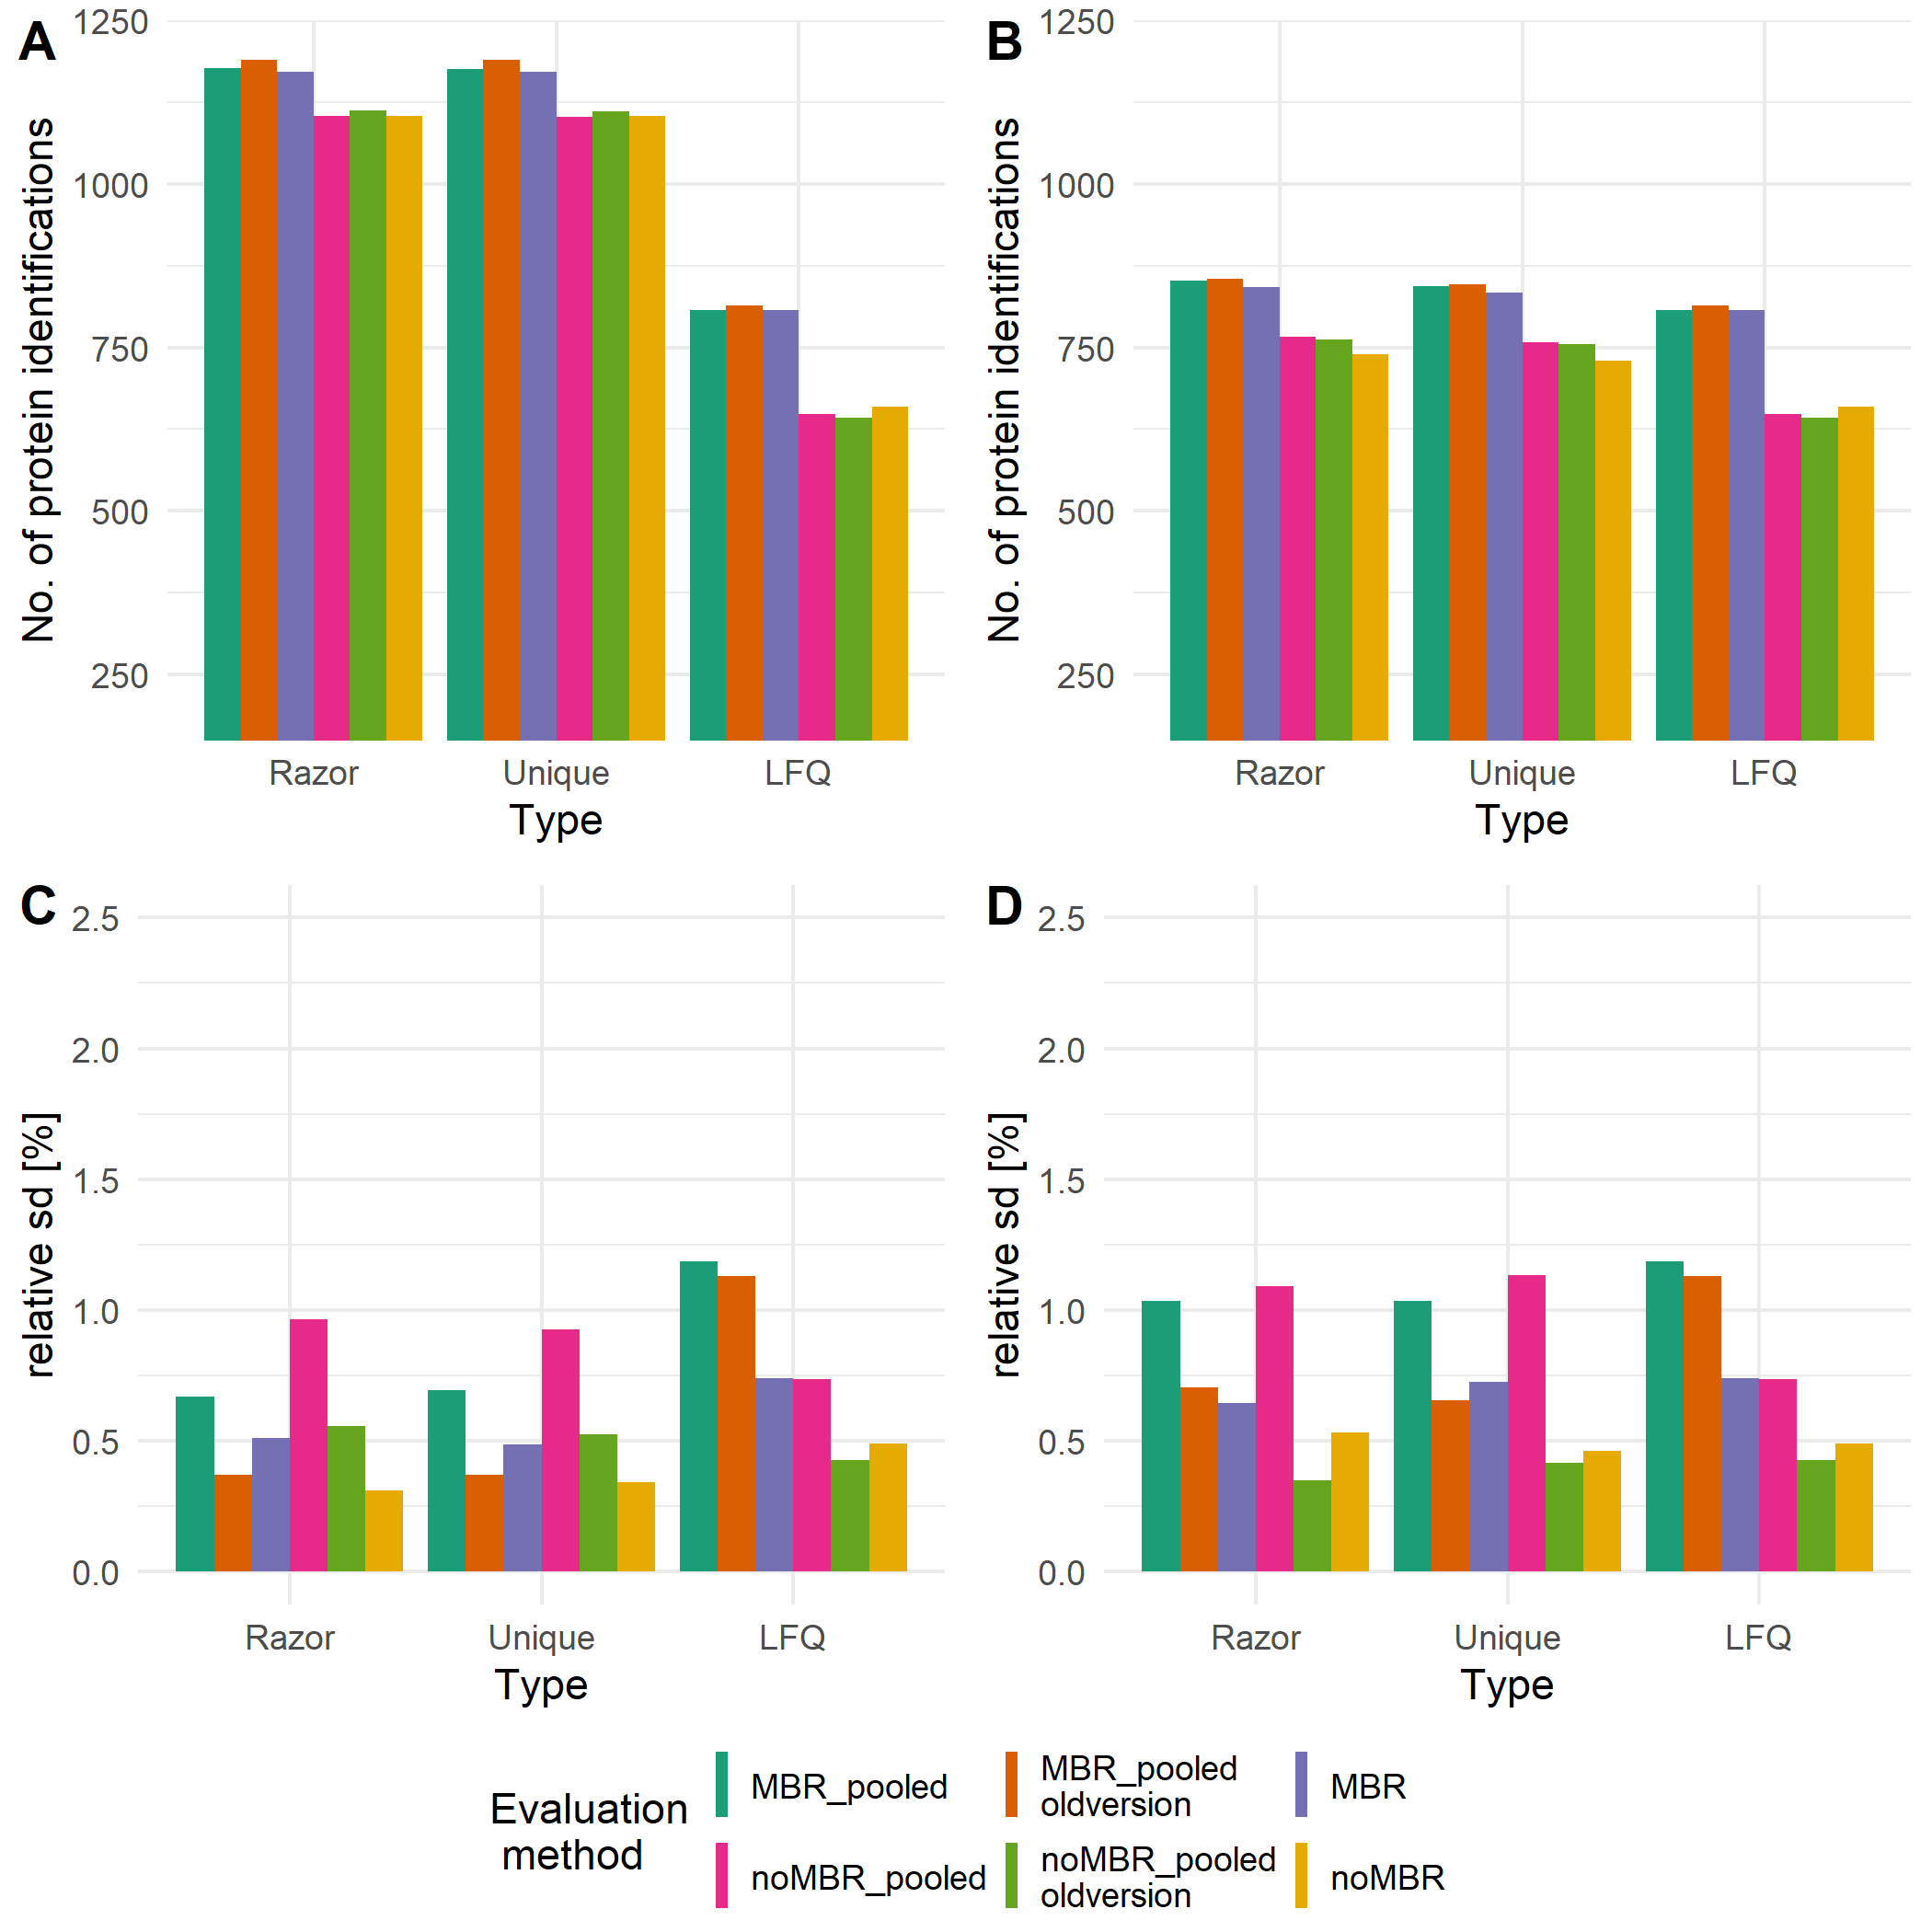 A
No. of protein identifications
1250
1000
750
500
250
Razor
Unique
LFQ
Type
B
No. of protein identifications
1250
1000
750
500
250
Razor
Unique
LFQ
Type
C
relative sd [%]
2.5
2.0
1.5
1.0
0.5
0.0
Razor
Unique
LFQ
Type
D
relative sd [%]
2.5
2.0
1.5
1.0
0.5
0.0
Razor
Unique
LFQ
Type
Evaluation
method
MBR_pooled
MBR_pooled
oldversion
MBR
noMBR_pooled
noMBR_pooled
oldversion
noMBR